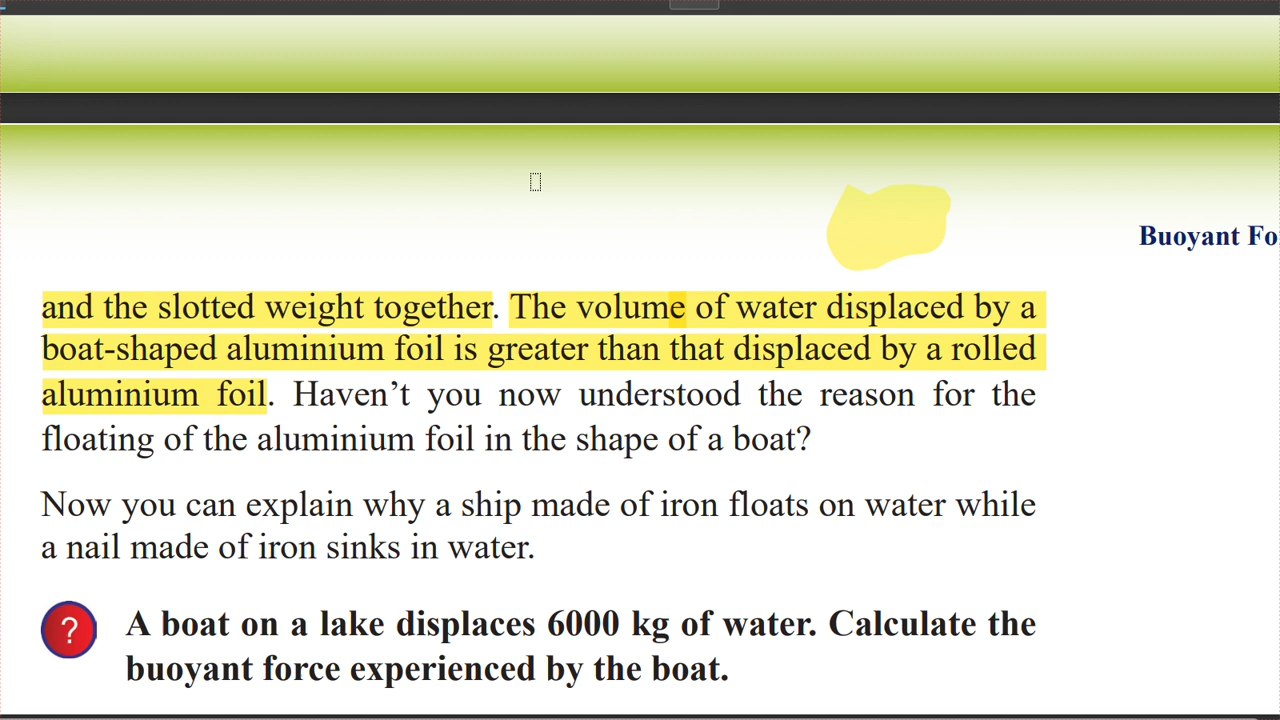 Buoyant Fo
and the slotted weight together. The volume of water displaced by a
boat-shaped aluminium foil is greater than that displaced by a rolled
aluminium foil. Haven’t you now understood the reason for the
floating of the aluminium foil in the shape of a boat?
Now you can explain why a ship made of iron floats on water while
a nail made of iron sinks in water.
? A boat on a lake displaces 6000 kg of water. Calculate the
buoyant force experienced by the boat.